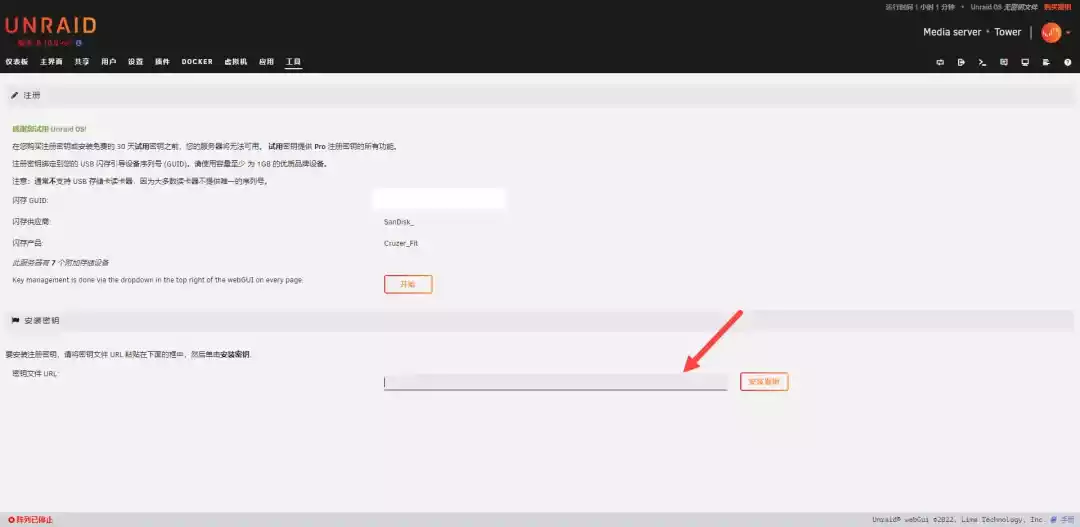 运行时间 1 小时 1 分钟 • Unraid OS 无密钥文件 购买密钥
UNRAID
Media server • Tower
仪表板 主界面 共享 用户 设置 插件 DOCKER 虚拟机 应用 工具
注册
感谢您试用 Unraid OS!
在您购买注册密钥或安装免费的 30 天试用密钥之前，您的服务器将无法可用。 试用密钥提供 Pro 注册密钥的所有功能。
注册密钥绑定到您的 USB 闪存引导设备序列号 (GUID)。请使用容量至少 为 1GB 的优质品牌设备。
注意：通常不支持 USB 存储卡读卡器，因为大多数读卡器不提供唯一的序列号。
闪存 GUID:
闪存供应商: SanDisk_
闪存产品: Cruzer_Fit
此服务器有 7 个附加存储设备
Key management is done via the dropdown in the top right of the webGUI on every page. 开始
安装密钥
要安装注册密钥，请将密钥文件 URL 粘贴在下面的框中，然后单击安装密钥.
密钥文件 URL: 安装密钥
阵列已停止 Unraid® webGui ©2022, Lime Technology, Inc. 手册